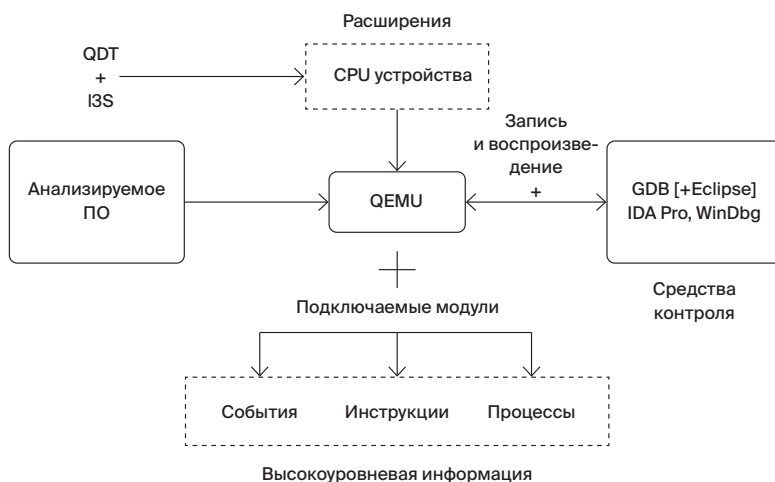 Расширения
QDT
+
I3S
CPU устройства
Запись
и воспроизве-
дение
+
Анализируемое
ПО
QEMU
GDB [+Eclipse]
IDA Pro, WinDbg
Средства
контроля
Подключаемые модули
События
Инструкции
Процессы
Высокоуровневая информация